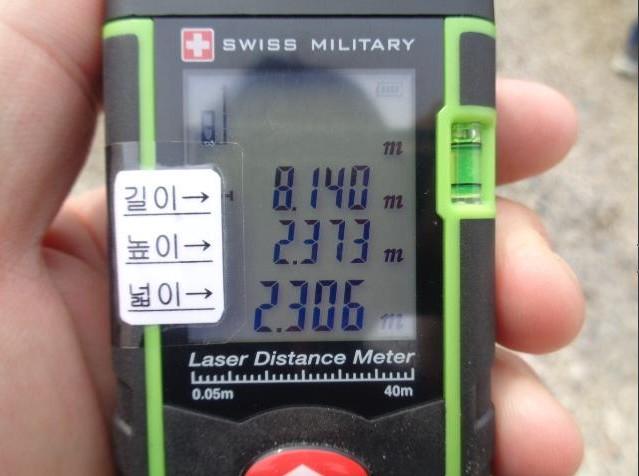 SWISS MILITARY
m
길이→ 8.140 m
높이→ 2.373 m
넓이→ 2.306 m
Laser Distance Meter
0.05m 40m